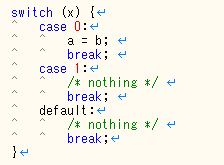 switch (x) {↵
^   case 0:↵
^   ^   a = b;↵
^   ^   break;↵
^   case 1:↵
^   ^   /* nothing */↵
^   ^   break;↵
^   default:↵
^   ^   /* nothing */↵
^   ^   break;↵
}↵